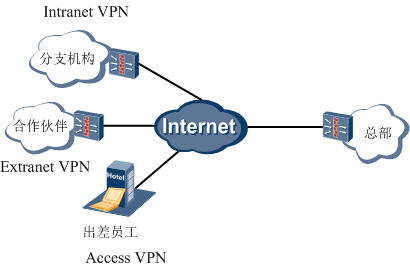 Intranet VPN
分支机构
合作伙伴
Internet
总部
Extranet VPN
Hotel
出差员工
Access VPN